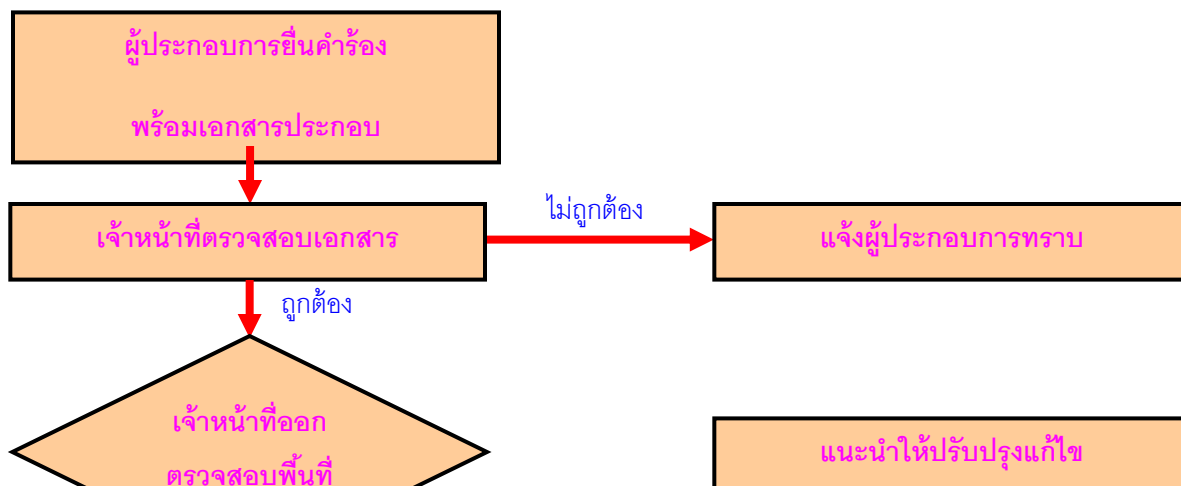 ผู้ประกอบการยื่นคำร้อง
พร้อมเอกสารประกอบ
เจ้าหน้าที่ตรวจสอบเอกสาร
ไม่ถูกต้อง
แจ้งผู้ประกอบการทราบ
ถูกต้อง
เจ้าหน้าที่ออก
ตรวจสอบพื้นที่
แนะนำให้ปรับปรุงแก้ไข